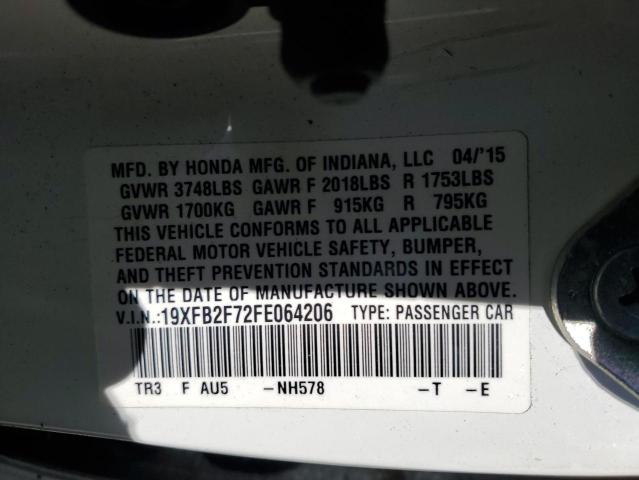 MFD. BY HONDA MFG. OF INDIANA, LLC 04/'15
GVWR 3748LBS GAWR F 2018LBS R 1753LBS
GVWR 1700KG GAWR F 915KG R 795KG
THIS VEHICLE CONFORMS TO ALL APPLICABLE
FEDERAL MOTOR VEHICLE SAFETY, BUMPER,
AND THEFT PREVENTION STANDARDS IN EFFECT
ON THE DATE OF MANUFACTURE SHOWN ABOVE.
V.I.N.:19XFB2F72FE064206 TYPE: PASSENGER CAR
TR3 F AU5 -NH578 -T -E